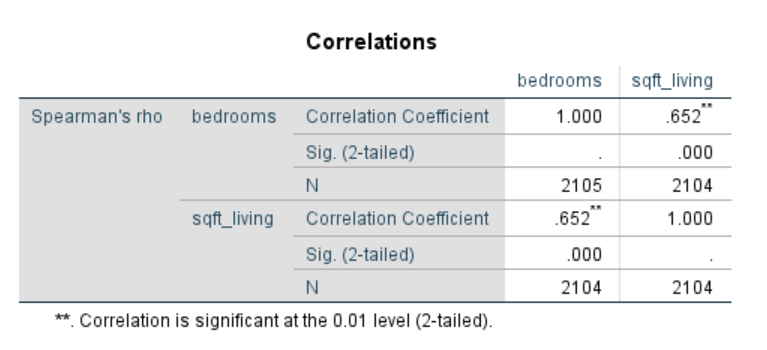 Correlations
bedrooms sqft_living
Spearman's rho bedrooms Correlation Coefficient 1.000 .652**
Sig. (2-tailed) . .000
N 2105 2104
sqft_living Correlation Coefficient .652** 1.000
Sig. (2-tailed) .000 .
N 2104 2104
**. Correlation is significant at the 0.01 level (2-tailed).